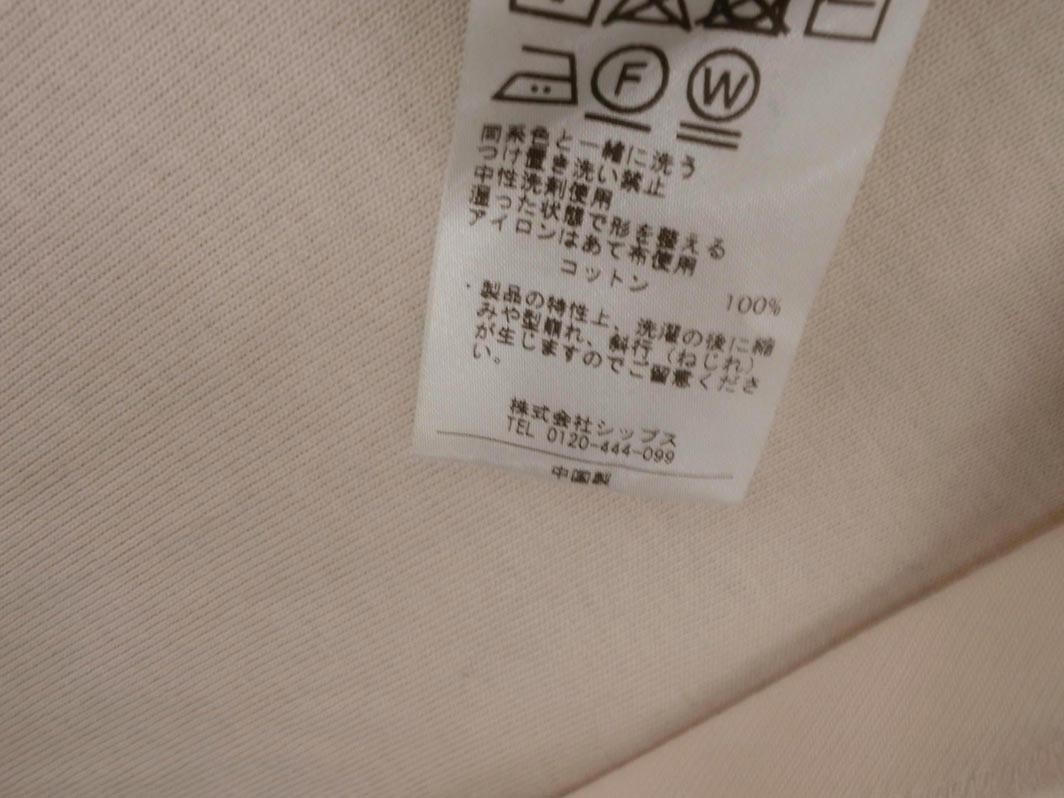 F W
同系色と一緒に洗う
つけ置き洗い禁止
中性洗剤使用
湿った状態で形を整える
アイロンはあて布使用
コットン 100%
・製品の特性上、洗濯の後に縮
みや型崩れ、斜行（ねじれ）
が生じますのでご留意くださ
い。
株式会社シップス
TEL 0120-444-099
中国製